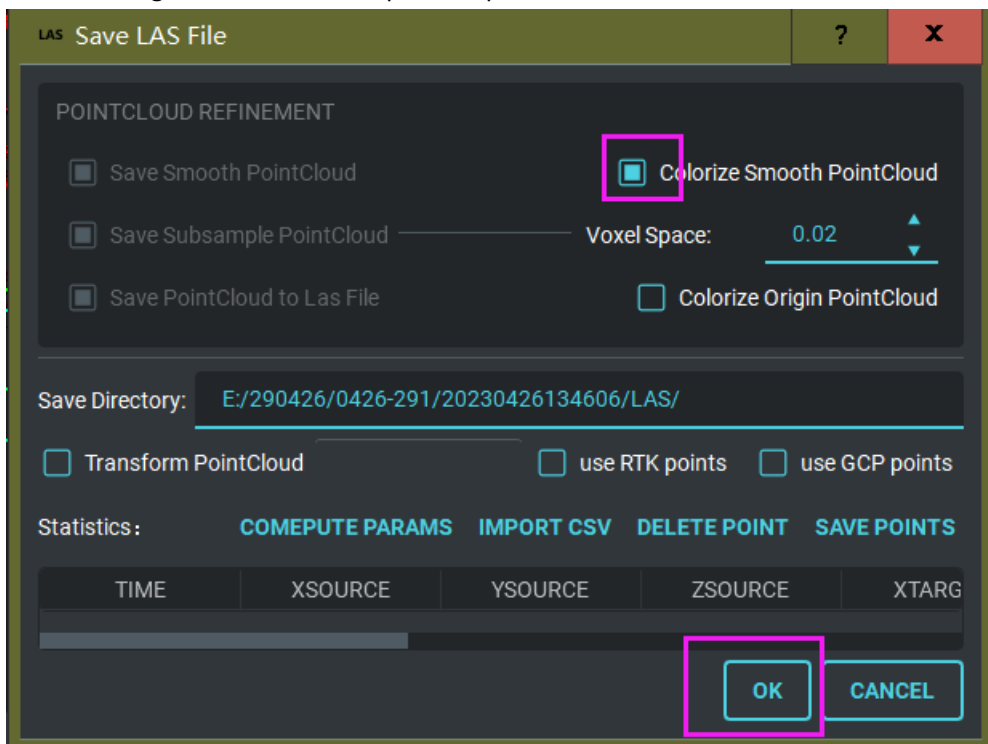 LAS Save LAS File ? X
POINTCLOUD REFINEMENT
Save Smooth PointCloud Colorize Smooth PointCloud
Save Subsample PointCloud Voxel Space: 0.02
Save PointCloud to Las File Colorize Origin PointCloud
Save Directory: E:/290426/0426-291/20230426134606/LAS/
Transform PointCloud use RTK points use GCP points
Statistics： COMEPUTE PARAMS IMPORT CSV DELETE POINT SAVE POINTS
TIME XSOURCE YSOURCE ZSOURCE XTARG
OK CANCEL